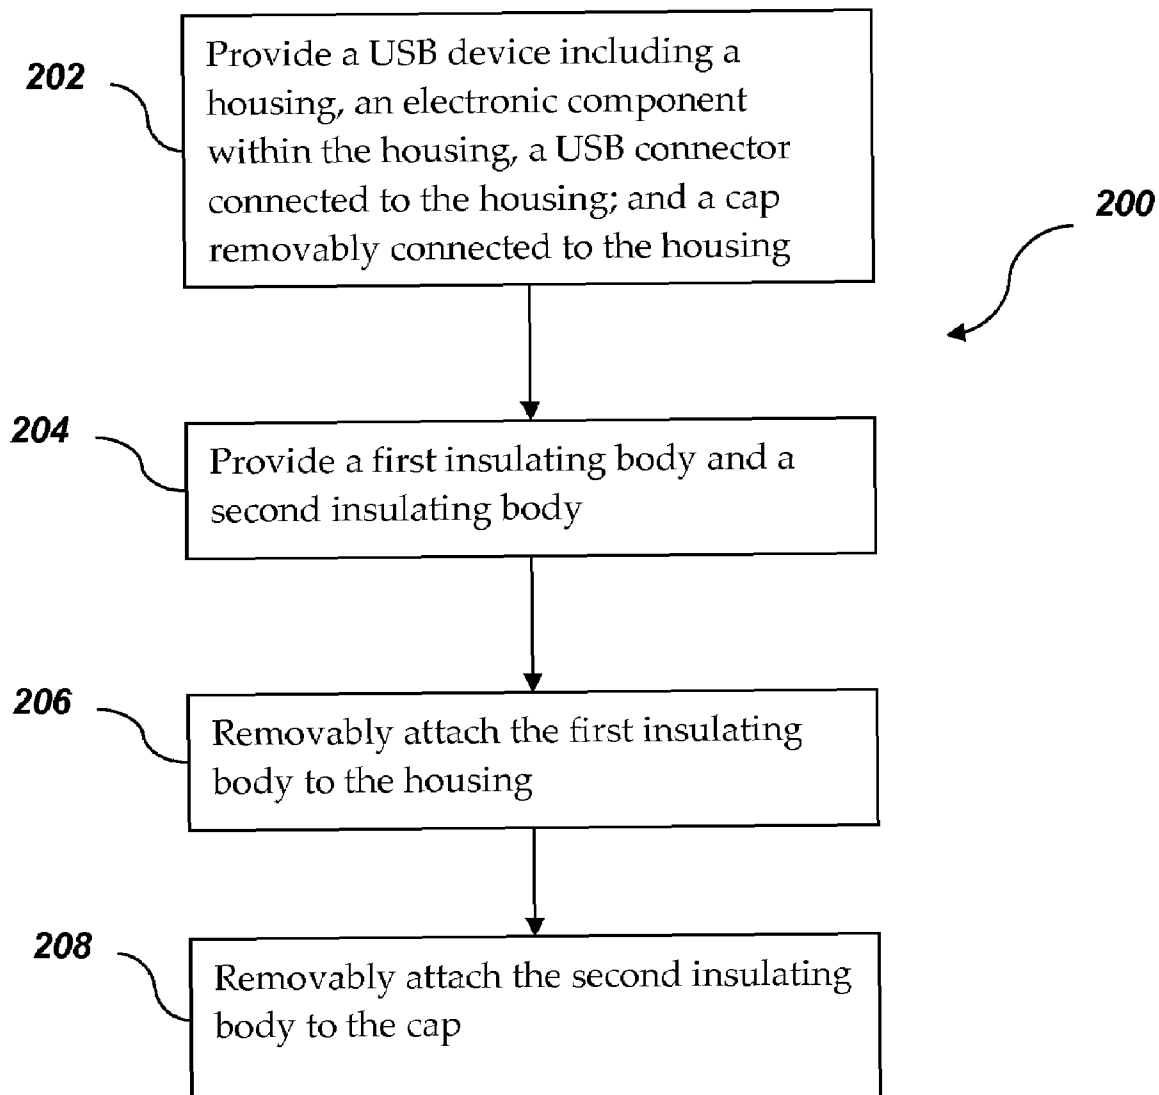 202
Provide a USB device including a
housing, an electronic component
within the housing, a USB connector
connected to the housing; and a cap
removably connected to the housing
200
204
Provide a first insulating body and a
second insulating body
206
Removably attach the first insulating
body to the housing
208
Removably attach the second insulating
body to the cap